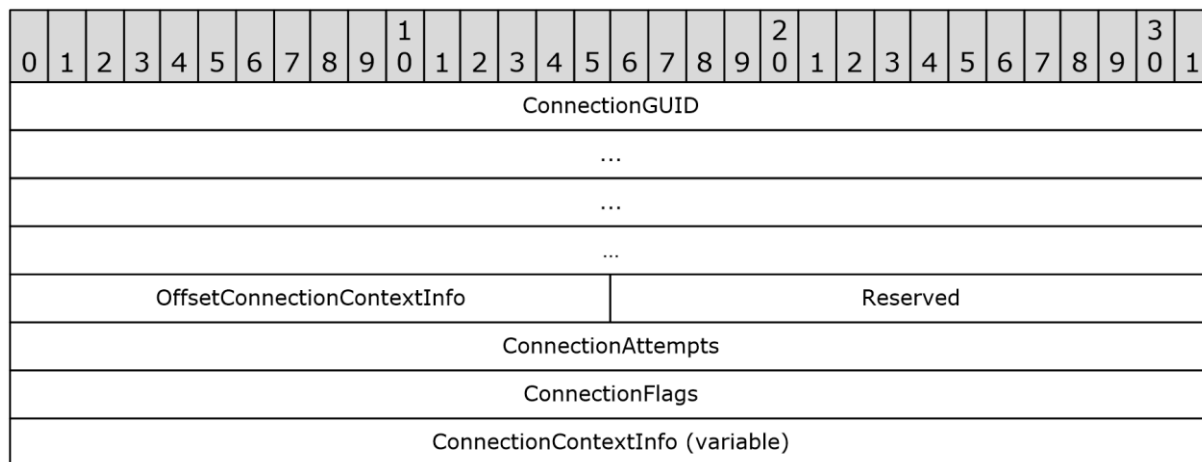 1 2 3
0 1 2 3 4 5 6 7 8 9 0 1 2 3 4 5 6 7 8 9 0 1 2 3 4 5 6 7 8 9 0 1
ConnectionGUID
...
...
...
OffsetConnectionContextInfo Reserved
ConnectionAttempts
ConnectionFlags
ConnectionContextInfo (variable)